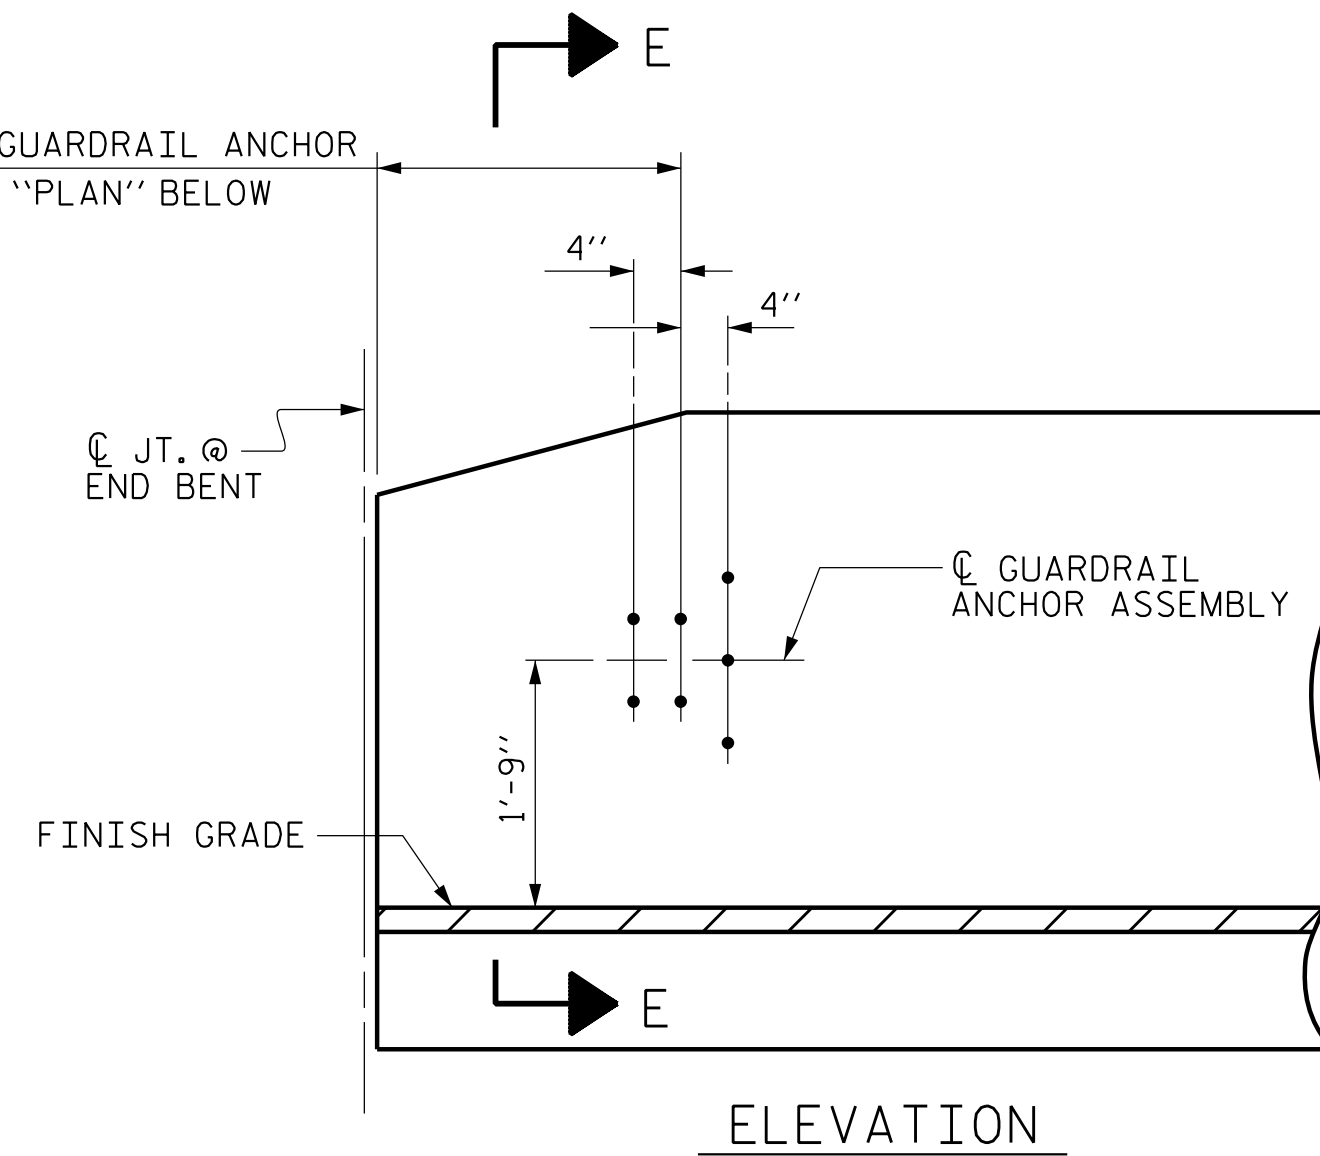 E
GUARDRAIL ANCHOR
"PLAN" BELOW
4"
4"
℄ JT. @
END BENT
℄ GUARDRAIL
ANCHOR ASSEMBLY
1'-9"
FINISH GRADE
E
ELEVATION